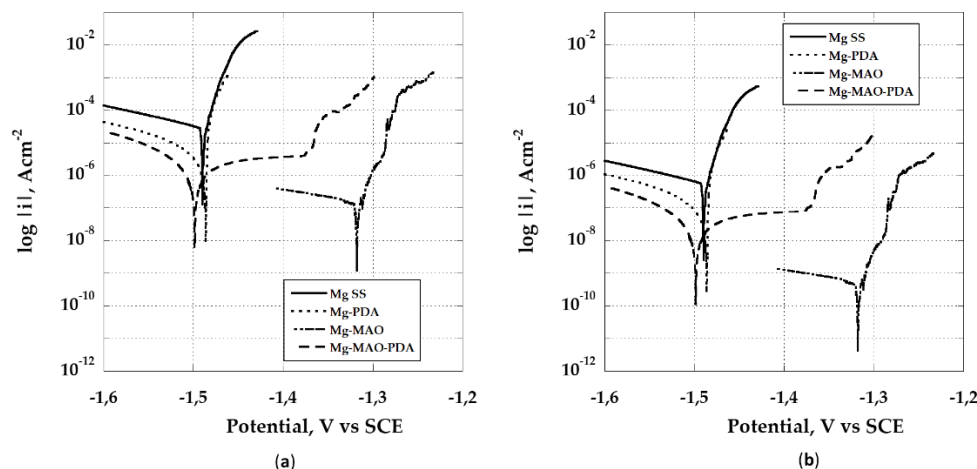 log |i|, Acm-2
10-2
10-4
10-6
10-8
10-10
10-12
Mg SS
Mg-PDA
Mg-MAO
Mg-MAO-PDA
-1,6
-1,5
-1,4
-1,3
-1,2
Potential, V vs SCE
(a)
log |i|, Acm-2
10-2
10-4
10-6
10-8
10-10
10-12
Mg SS
Mg-PDA
Mg-MAO
Mg-MAO-PDA
-1,6
-1,5
-1,4
-1,3
-1,2
Potential, V vs SCE
(b)